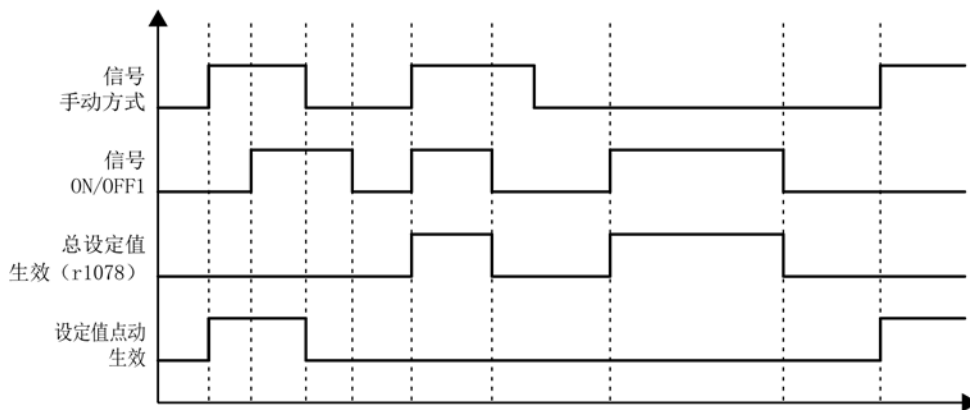 信号
手动方式
信号
ON/OFF1
总设定值
生效（r1078）
设定值点动
生效